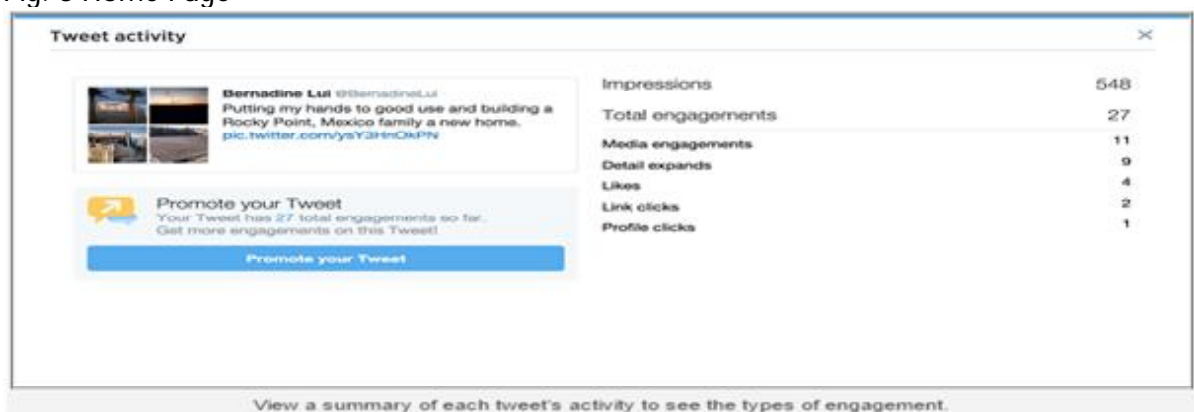 Tweet activity
Bernadine Lui @BernadineLui
Putting my hands to good use and building a
Rocky Point, Mexico family a new home.
pic.twitter.com/ysY3HnOkPN
Promote your Tweet
Your Tweet has 27 total engagements so far.
Get more engagements on this Tweet!
Promote your Tweet
Impressions 548
Total engagements 27
Media engagements 11
Detail expands 9
Likes 4
Link clicks 2
Profile clicks 1
View a summary of each tweet's activity to see the types of engagement.